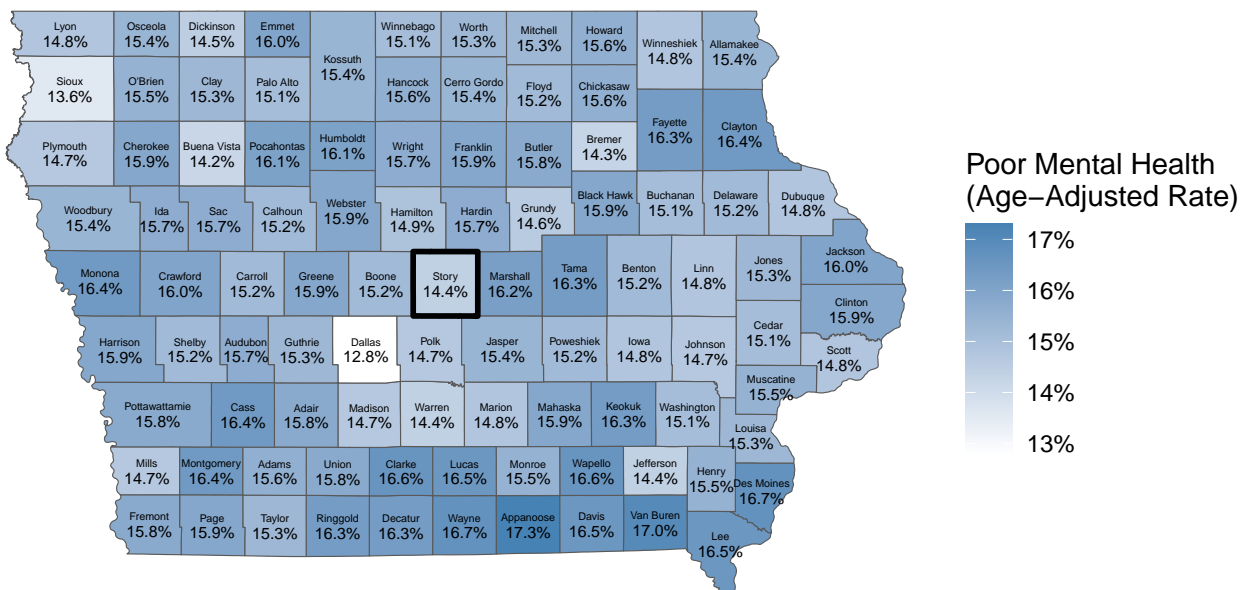 Lyon
14.8%
Osceola
15.4%
Dickinson
14.5%
Emmet
16.0%
Kossuth
15.4%
Winnebago
15.1%
Worth
15.3%
Mitchell
15.3%
Howard
15.6%
Winneshiek
14.8%
Allamakee
15.4%
Sioux
13.6%
O'Brien
15.5%
Clay
15.3%
Palo Alto
15.1%
Hancock
15.6%
Cerro Gordo
15.4%
Floyd
15.2%
Chickasaw
15.6%
Fayette
16.3%
Clayton
16.4%
Plymouth
14.7%
Cherokee
15.9%
Buena Vista
14.2%
Pocahontas
16.1%
Humboldt
16.1%
Wright
15.7%
Franklin
15.9%
Butler
15.8%
Bremer
14.3%
Woodbury
15.4%
Ida
15.7%
Sac
15.7%
Calhoun
15.2%
Webster
15.9%
Hamilton
14.9%
Hardin
15.7%
Grundy
14.6%
Black Hawk
15.9%
Buchanan
15.1%
Delaware
15.2%
Dubuque
14.8%
Monona
16.4%
Crawford
16.0%
Carroll
15.2%
Greene
15.9%
Boone
15.2%
Story
14.4%
Marshall
16.2%
Tama
16.3%
Benton
15.2%
Linn
14.8%
Jones
15.3%
Jackson
16.0%
Clinton
15.9%
Harrison
15.9%
Shelby
15.2%
Audubon
15.7%
Guthrie
15.3%
Dallas
12.8%
Polk
14.7%
Jasper
15.4%
Poweshiek
15.2%
Iowa
14.8%
Johnson
14.7%
Cedar
15.1%
Scott
14.8%
Muscatine
15.5%
Pottawattamie
15.8%
Cass
16.4%
Adair
15.8%
Madison
14.7%
Warren
14.4%
Marion
14.8%
Mahaska
15.9%
Keokuk
16.3%
Washington
15.1%
Louisa
15.3%
Mills
14.7%
Montgomery
16.4%
Adams
15.6%
Union
15.8%
Clarke
16.6%
Lucas
16.5%
Monroe
15.5%
Wapello
16.6%
Jefferson
14.4%
Henry
15.5%
Des Moines
16.7%
Fremont
15.8%
Page
15.9%
Taylor
15.3%
Ringgold
16.3%
Decatur
16.3%
Wayne
16.7%
Appanoose
17.3%
Davis
16.5%
Van Buren
17.0%
Lee
16.5%
Poor Mental Health
(Age−Adjusted Rate)
17%
16%
15%
14%
13%